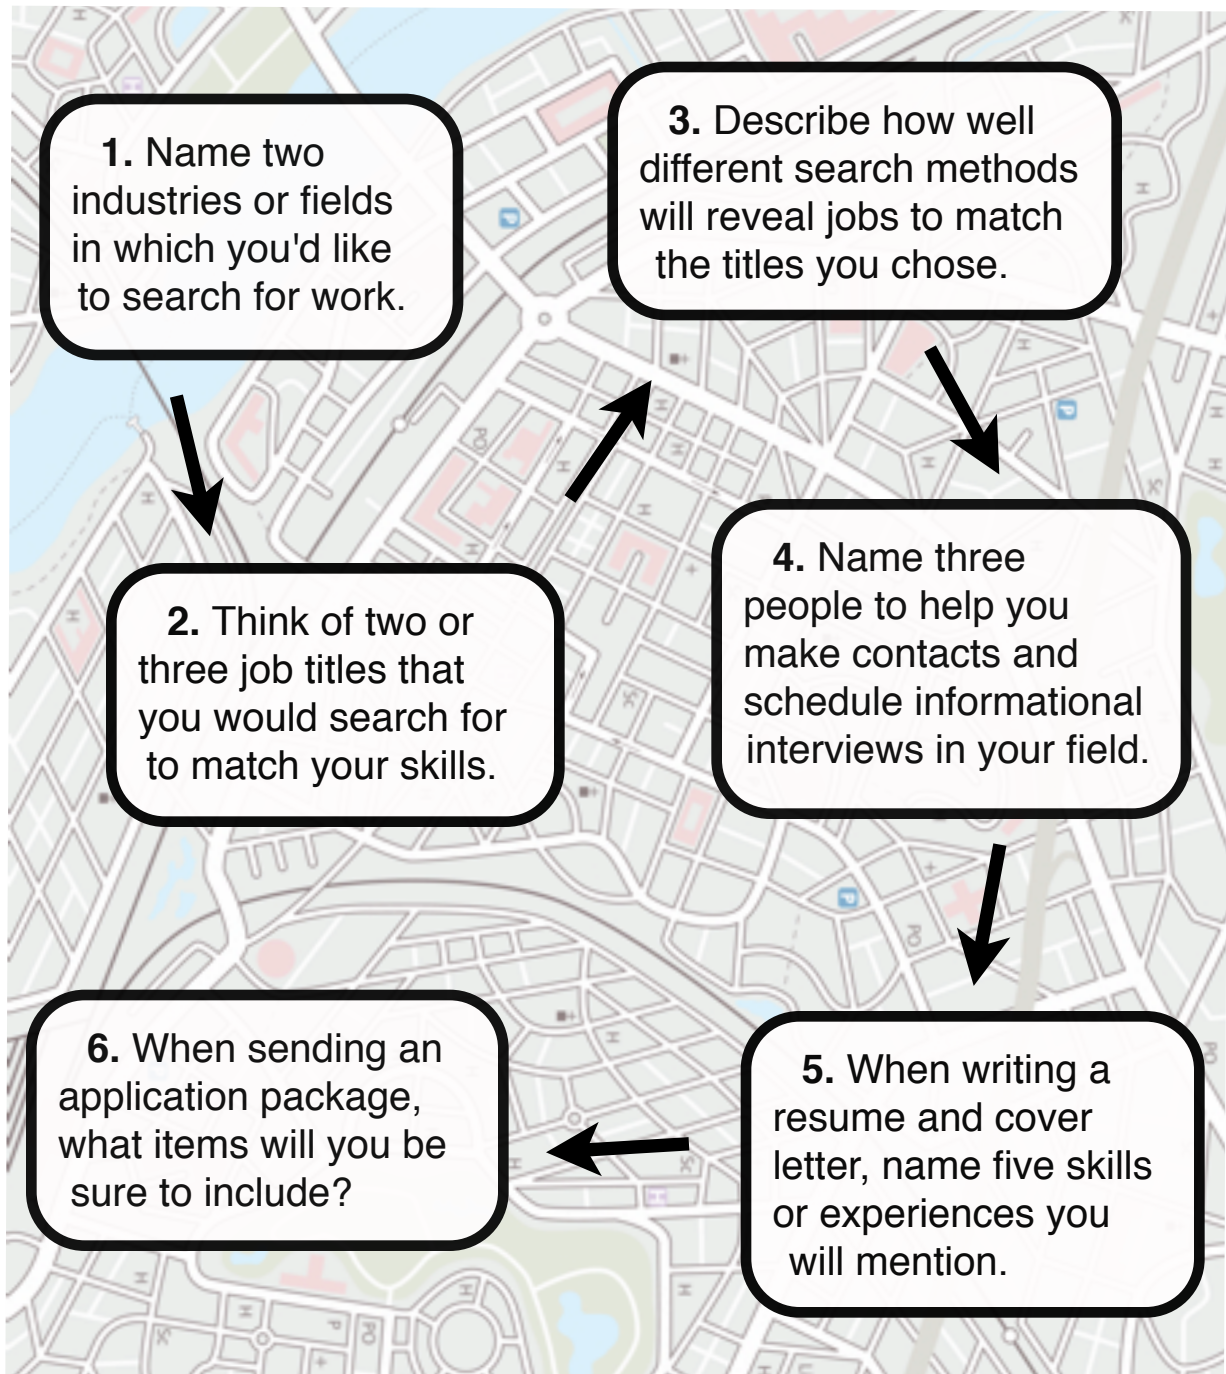 1. Name two
industries or fields
in which you'd like
to search for work.
2. Think of two or
three job titles that
you would search for
to match your skills.
3. Describe how well
different search methods
will reveal jobs to match
the titles you chose.
4. Name three
people to help you
make contacts and
schedule informational
interviews in your field.
5. When writing a
resume and cover
letter, name five skills
or experiences you
will mention.
6. When sending an
application package,
what items will you be
sure to include?